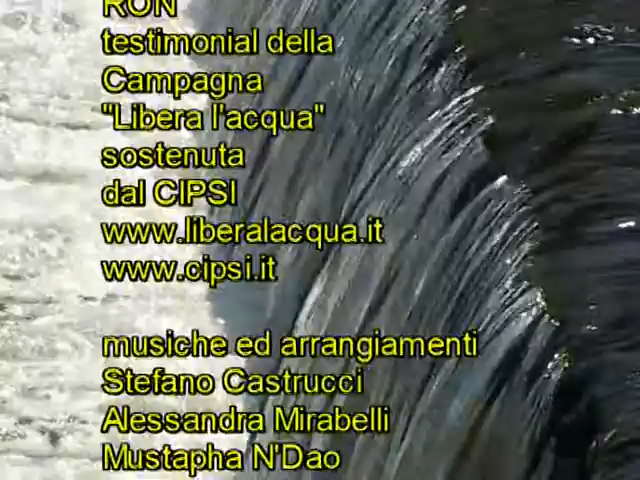 RON
testimonial della
Campagna
"Libera l'acqua"
sostenuta
dal CIPSI
www.liberalacqua.it
www.cipsi.it
musiche ed arrangiamenti
Stefano Castrucci
Alessandra Mirabelli
Mustapha N'Dao